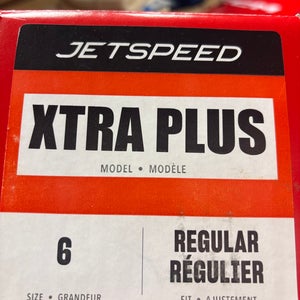 JETSPEED
XTRA PLUS
MODEL • MODÈLE
6
REGULAR
RÉGULIER
SIZE • GRANDEUR
FIT • AJUSTEMENT